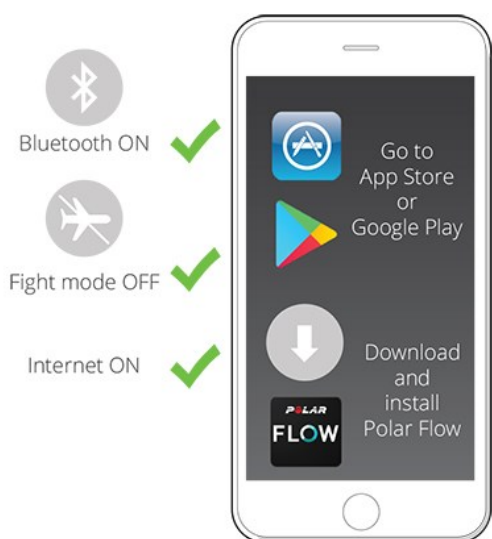 Bluetooth ON
Fight mode OFF
Internet ON
Go to
App Store
or
Google Play
Download
and
install
Polar Flow
POLAR
FLOW